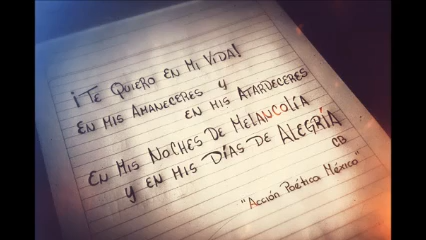 ¡Te Quiero en mi Vida!
en mis Amaneceres y
en mis Atardeceres
en mis Noches de Melancolía
y en mis Días de Alegría
CB
"Acción Poética México"